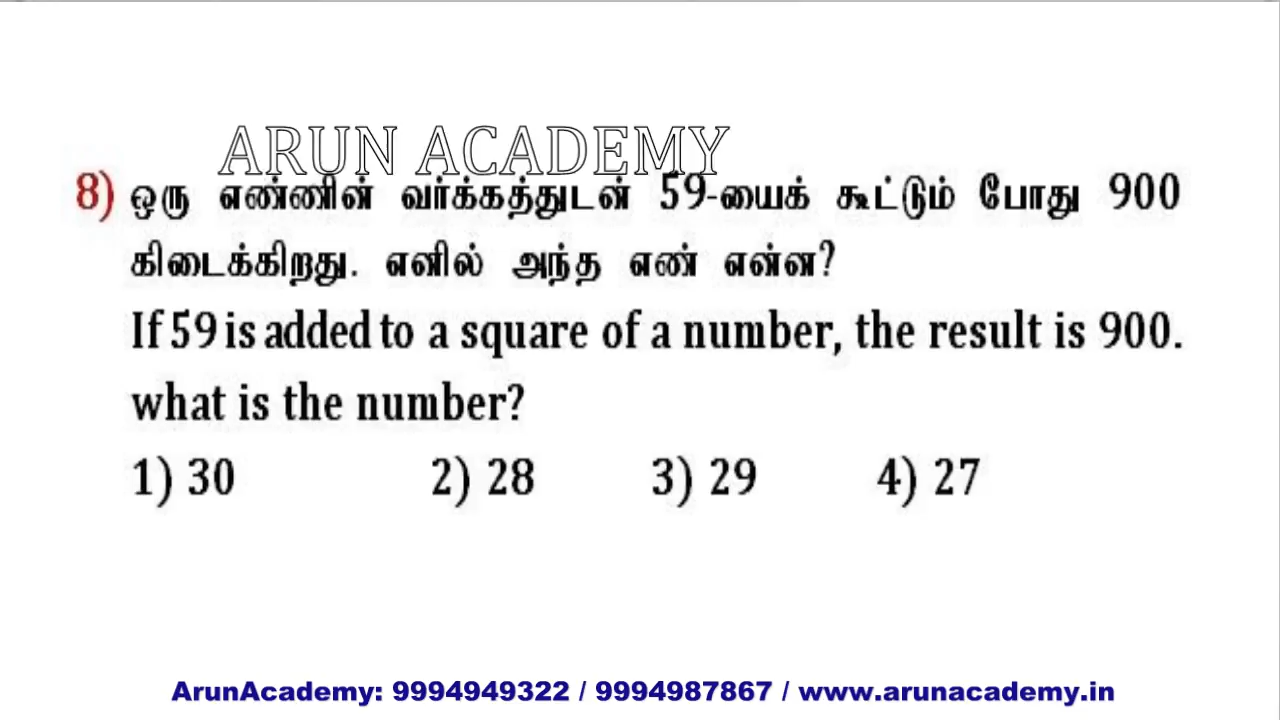 ARUN ACADEMY
8) ஒரு எண்ணின் வர்க்கத்துடன் 59-யைக் கூட்டும் போது 900
கிடைக்கிறது. எனில் அந்த எண் என்ன?
If 59 is added to a square of a number, the result is 900.
what is the number?
1) 30 2) 28 3) 29 4) 27
ArunAcademy: 9994949322 / 9994987867 / www.arunacademy.in